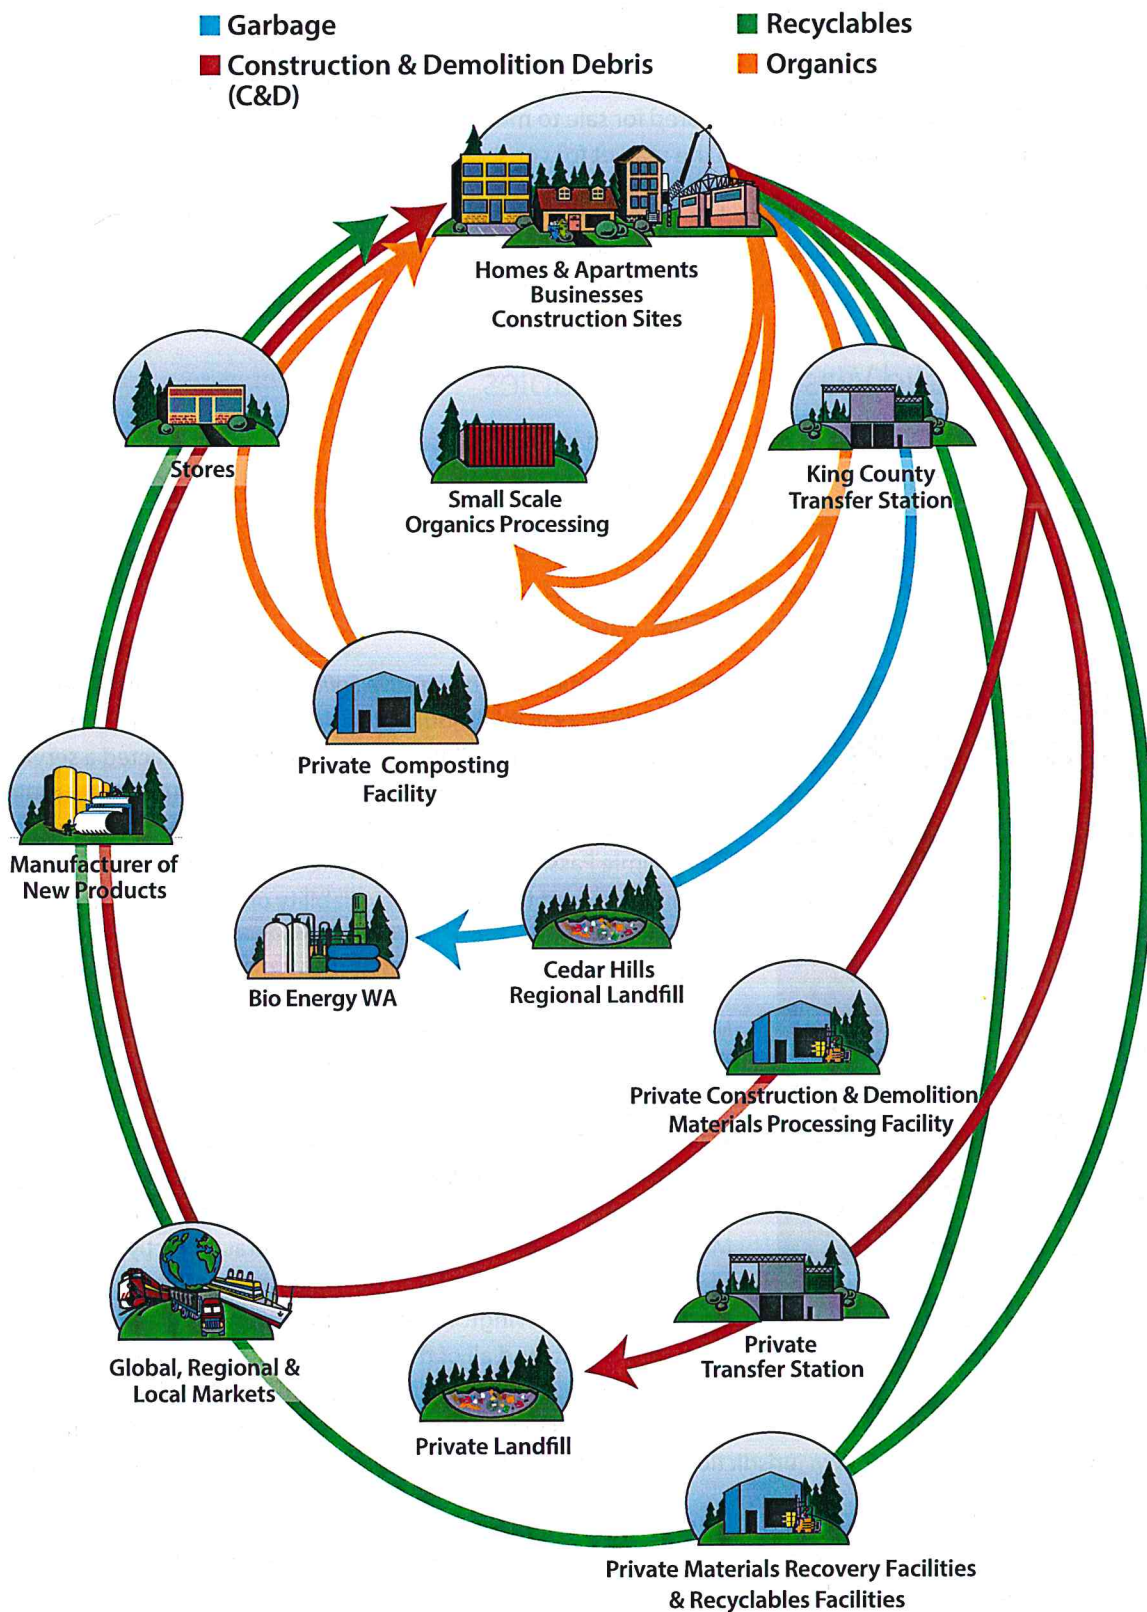 Garbage
Recyclables
Construction & Demolition Debris
(C&D)
Organics
Homes & Apartments
Businesses
Construction Sites
Stores
Small Scale
Organics Processing
King County
Transfer Station
Private Composting
Facility
Manufacturer of
New Products
Bio Energy WA
Cedar Hills
Regional Landfill
Private Construction & Demolition
Materials Processing Facility
Global, Regional &
Local Markets
Private
Transfer Station
Private Landfill
Private Materials Recovery Facilities
& Recyclables Facilities